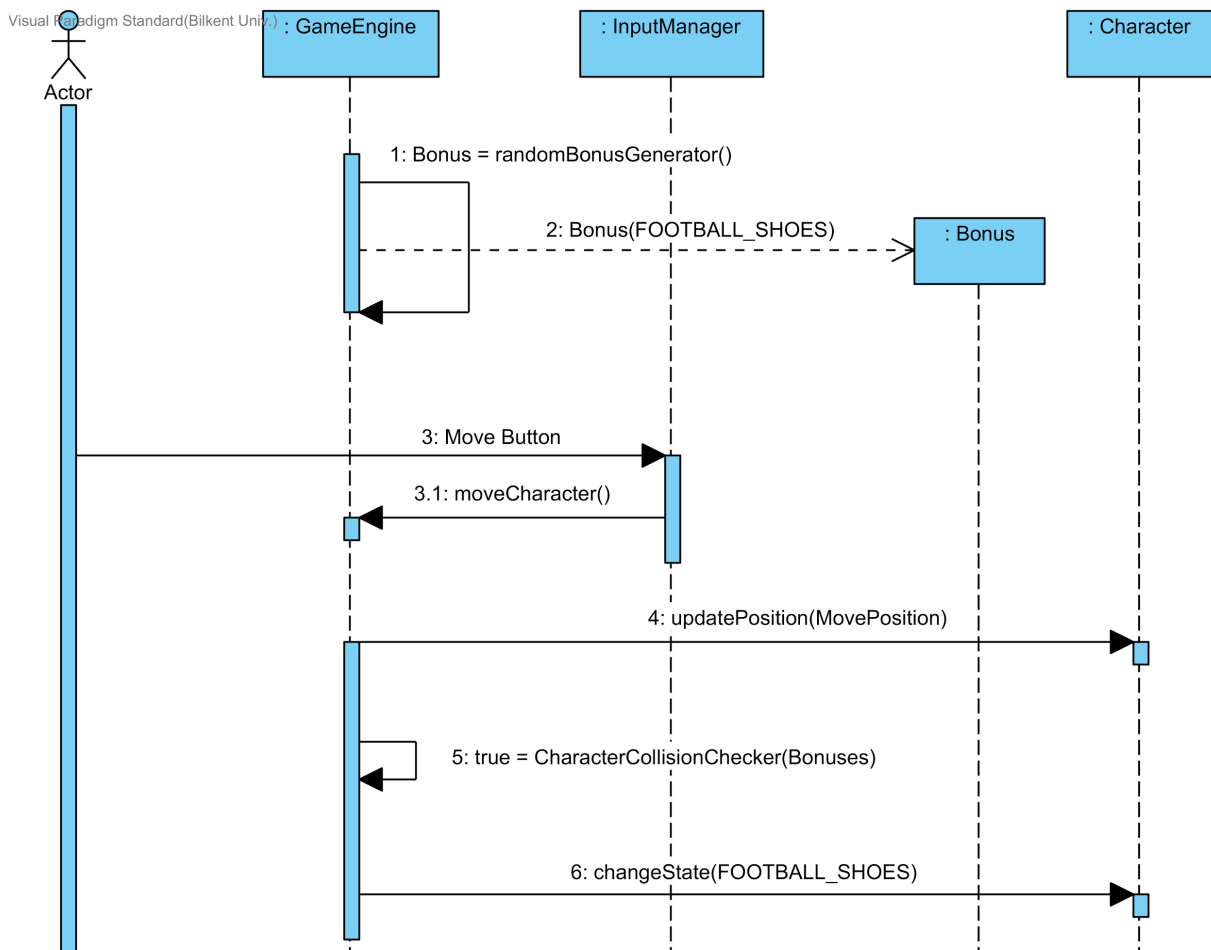 Visual Paradigm Standard(Bilkent Univ.)
: GameEngine
: InputManager
: Character
Actor
1: Bonus = randomBonusGenerator()
2: Bonus(FOOTBALL_SHOES)
: Bonus
3: Move Button
3.1: moveCharacter()
4: updatePosition(MovePosition)
5: true = CharacterCollisionChecker(Bonuses)
6: changeState(FOOTBALL_SHOES)